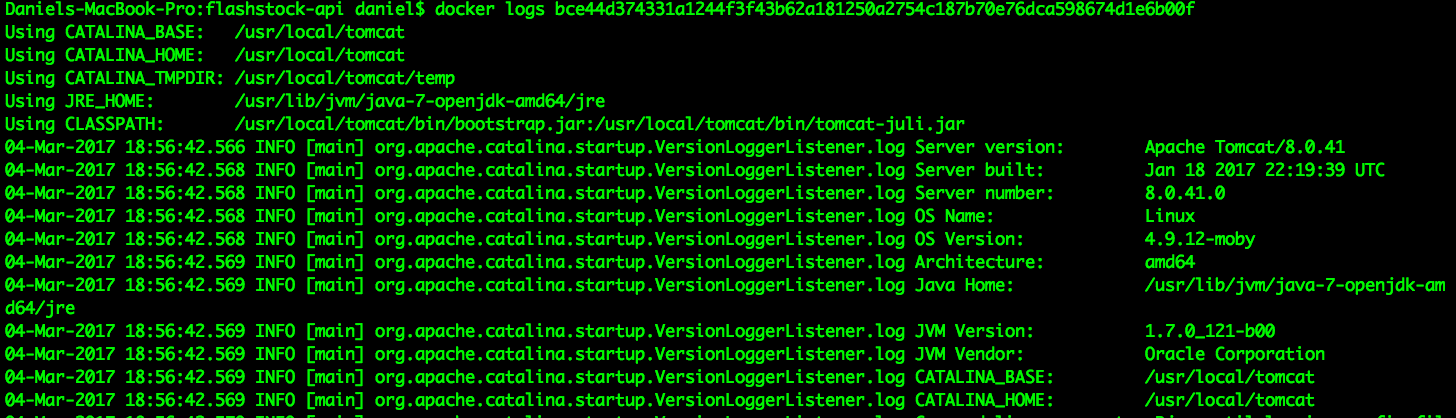 Daniels-MacBook-Pro:flashstock-api daniel$ docker logs bce44d374331a1244f3f43b62a181250a2754c187b70e76dca598674d1e6b00f
Using CATALINA_BASE:   /usr/local/tomcat
Using CATALINA_HOME:   /usr/local/tomcat
Using CATALINA_TMPDIR: /usr/local/tomcat/temp
Using JRE_HOME:        /usr/lib/jvm/java-7-openjdk-amd64/jre
Using CLASSPATH:       /usr/local/tomcat/bin/bootstrap.jar:/usr/local/tomcat/bin/tomcat-juli.jar
04-Mar-2017 18:56:42.566 INFO [main] org.apache.catalina.startup.VersionLoggerListener.log Server version:        Apache Tomcat/8.0.41
04-Mar-2017 18:56:42.568 INFO [main] org.apache.catalina.startup.VersionLoggerListener.log Server built:          Jan 18 2017 22:19:39 UTC
04-Mar-2017 18:56:42.568 INFO [main] org.apache.catalina.startup.VersionLoggerListener.log Server number:         8.0.41.0
04-Mar-2017 18:56:42.568 INFO [main] org.apache.catalina.startup.VersionLoggerListener.log OS Name:               Linux
04-Mar-2017 18:56:42.568 INFO [main] org.apache.catalina.startup.VersionLoggerListener.log OS Version:            4.9.12-moby
04-Mar-2017 18:56:42.569 INFO [main] org.apache.catalina.startup.VersionLoggerListener.log Architecture:          amd64
04-Mar-2017 18:56:42.569 INFO [main] org.apache.catalina.startup.VersionLoggerListener.log Java Home:             /usr/lib/jvm/java-7-openjdk-am
d64/jre
04-Mar-2017 18:56:42.569 INFO [main] org.apache.catalina.startup.VersionLoggerListener.log JVM Version:           1.7.0_121-b00
04-Mar-2017 18:56:42.569 INFO [main] org.apache.catalina.startup.VersionLoggerListener.log JVM Vendor:            Oracle Corporation
04-Mar-2017 18:56:42.569 INFO [main] org.apache.catalina.startup.VersionLoggerListener.log CATALINA_BASE:         /usr/local/tomcat
04-Mar-2017 18:56:42.569 INFO [main] org.apache.catalina.startup.VersionLoggerListener.log CATALINA_HOME:         /usr/local/tomcat